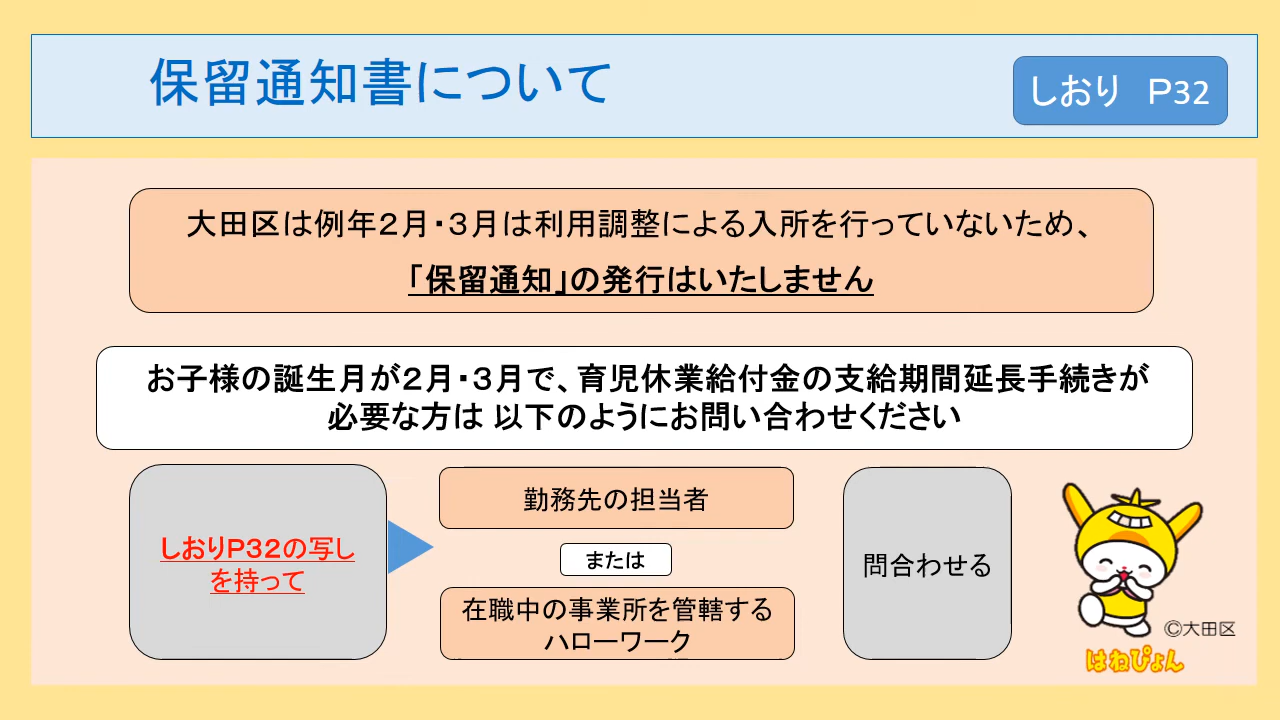 保留通知書について
しおり　P32
大田区は例年２月・３月は利用調整による入所を行っていないため、
「保留通知」の発行はいたしません
お子様の誕生月が２月・３月で、育児休業給付金の支給期間延長手続きが
必要な方は 以下のようにお問い合わせください
しおりP３２の写し
を持って
勤務先の担当者
または
在職中の事業所を管轄する
ハローワーク
問合わせる
©大田区
はねぴょん